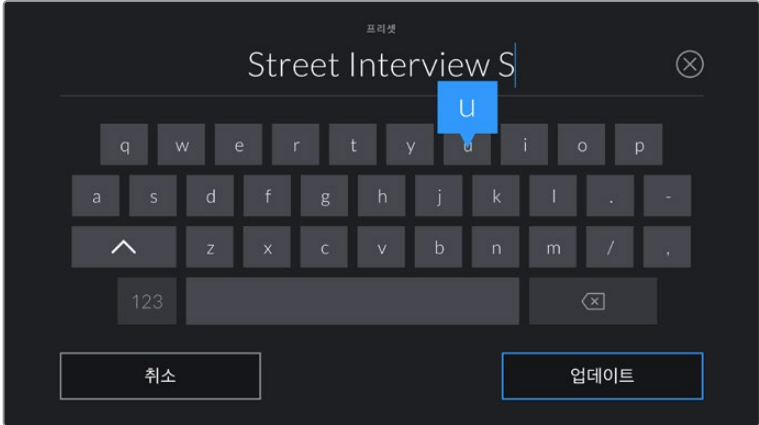 프리셋
Street Interview S
u
q w e r t y u i o p
a s d f g h j k l . -
z x c v b n m / ,
123
취소 업데이트